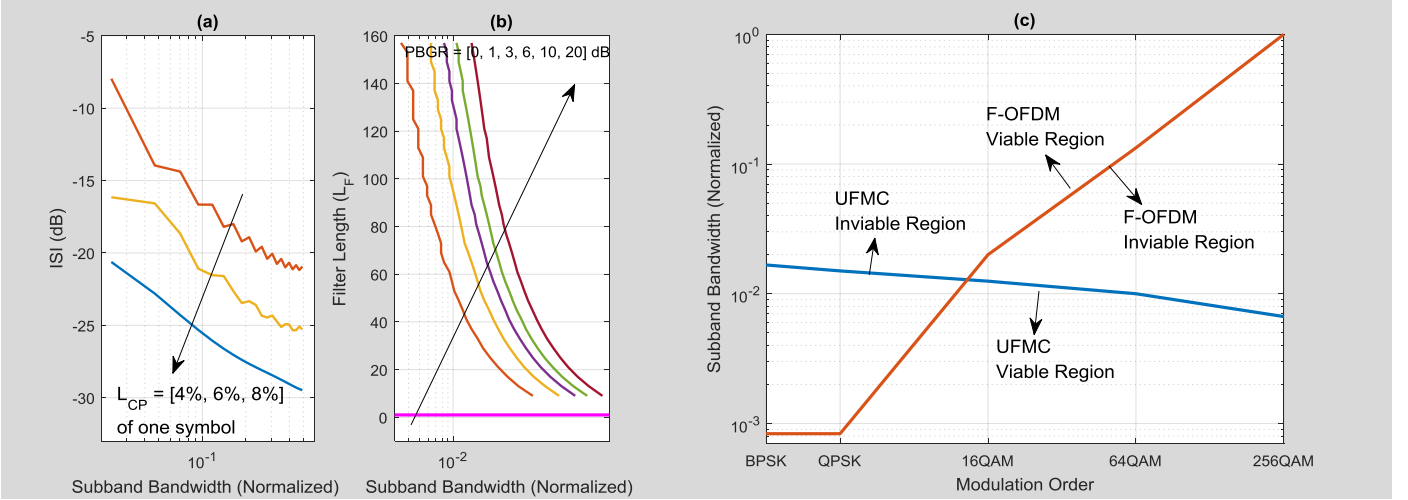 (a)
-5
-10
-15
-20
-25
-30
ISI (dB)
L_CP = [4%, 6%, 8%]
of one symbol
10^-1
Subband Bandwidth (Normalized)
(b)
160
140
120
100
80
60
40
20
0
Filter Length (L_F)
PBGR = [0, 1, 3, 6, 10, 20] dB
10^-2
Subband Bandwidth (Normalized)
(c)
10^0
10^-1
10^-2
10^-3
Subband Bandwidth (Normalized)
F-OFDM
Viable Region
UFMC
Inviable Region
F-OFDM
Inviable Region
UFMC
Viable Region
BPSK QPSK 16QAM 64QAM 256QAM
Modulation Order